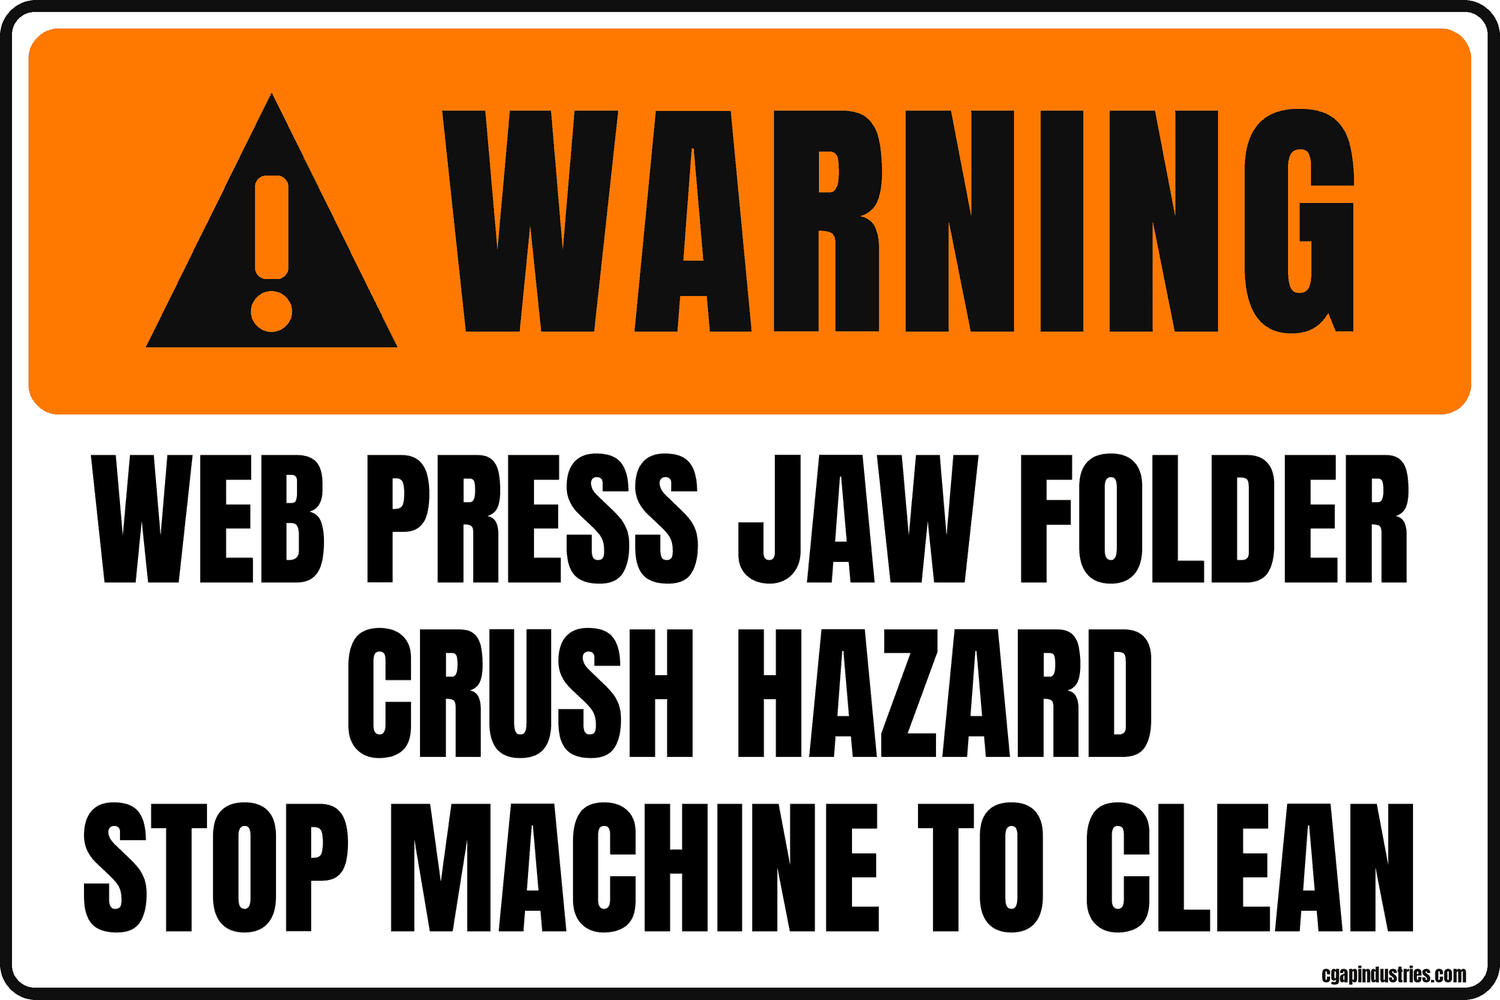 WARNING
WEB PRESS JAW FOLDER
CRUSH HAZARD
STOP MACHINE TO CLEAN
cgapindustries.com